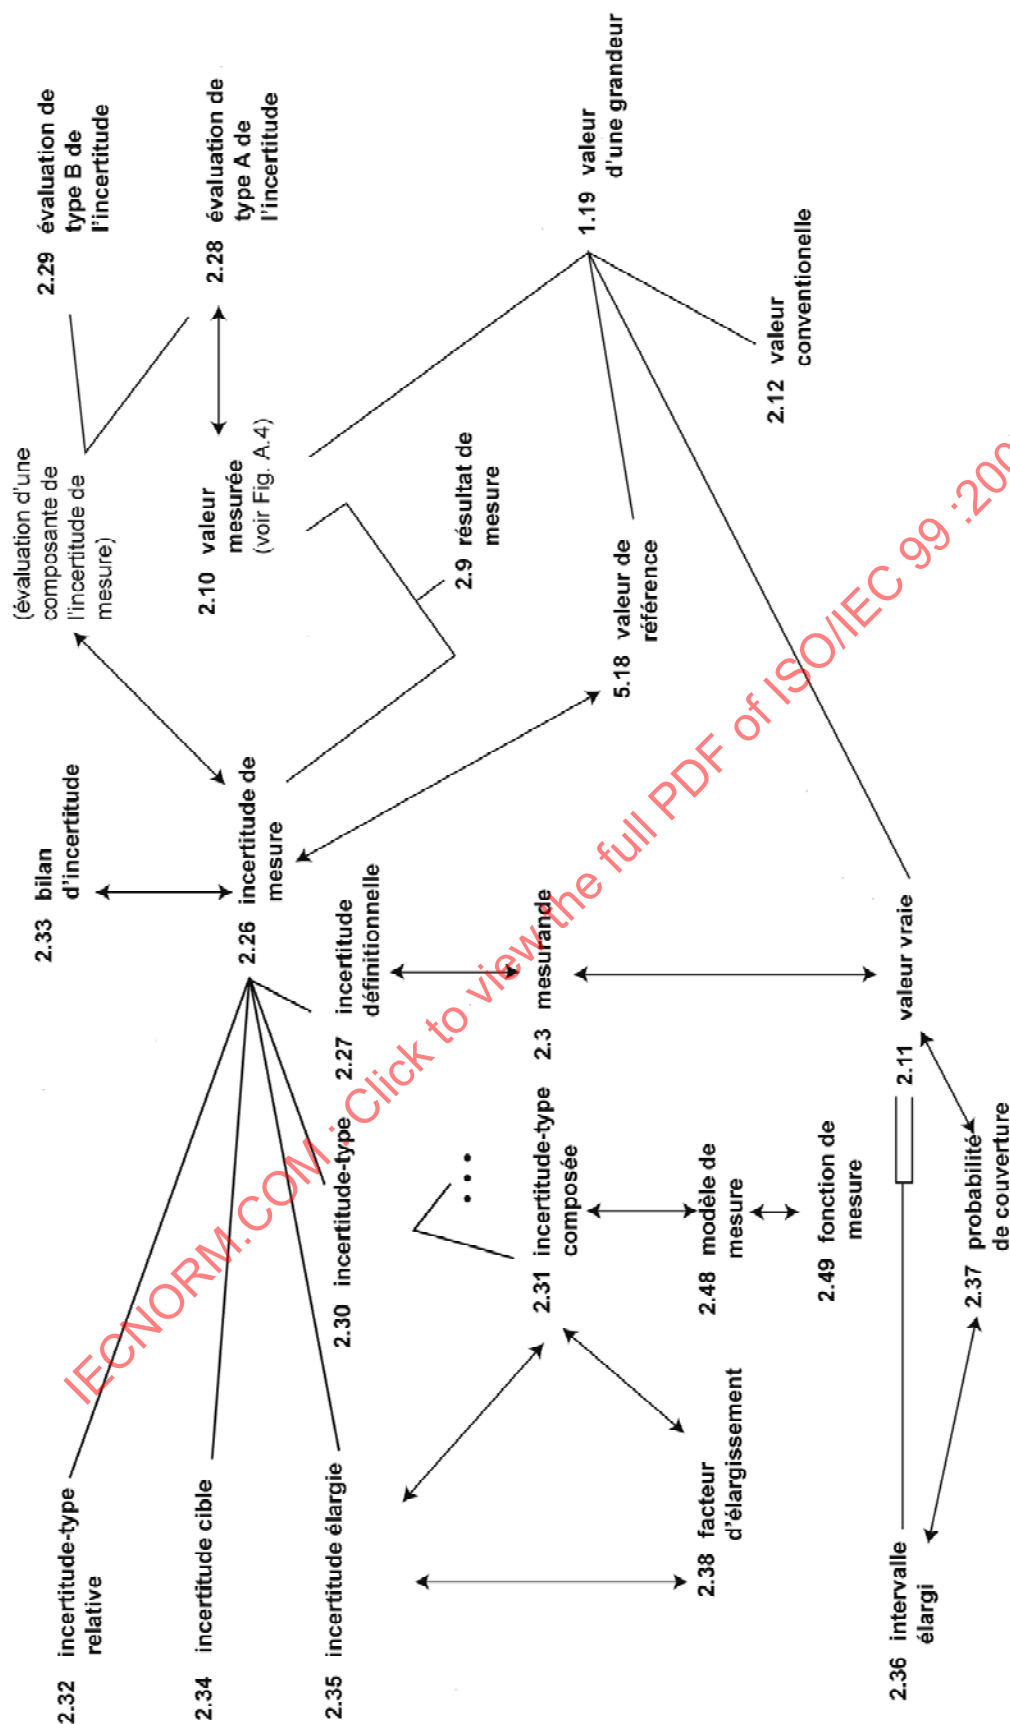 2.32 incertitude-type
relative
2.34 incertitude cible
2.35 incertitude élargie
2.33 bilan
d'incertitude
2.26 incertitude de
mesure
2.27 incertitude
définitionnelle
2.30 incertitude-type
(évaluation d'une
composante de
l'incertitude de
mesure)
2.29 évaluation de
type B de
l'incertitude
2.28 évaluation de
type A de
l'incertitude
2.10 valeur
mesurée
(voir Fig. A.4)
2.9 résultat de
mesure
2.3 mesurande
2.31 incertitude-type
composée
...
2.48 modèle de
mesure
2.49 fonction de
mesure
2.38 facteur
d'élargissement
5.18 valeur de
référence
1.19 valeur
d'une grandeur
2.12 valeur
conventionelle
2.11 valeur vraie
2.36 intervalle
élargi
2.37 probabilité
de couverture
IECNORM.COM : Click to view the full PDF of ISO/IEC 99 :200